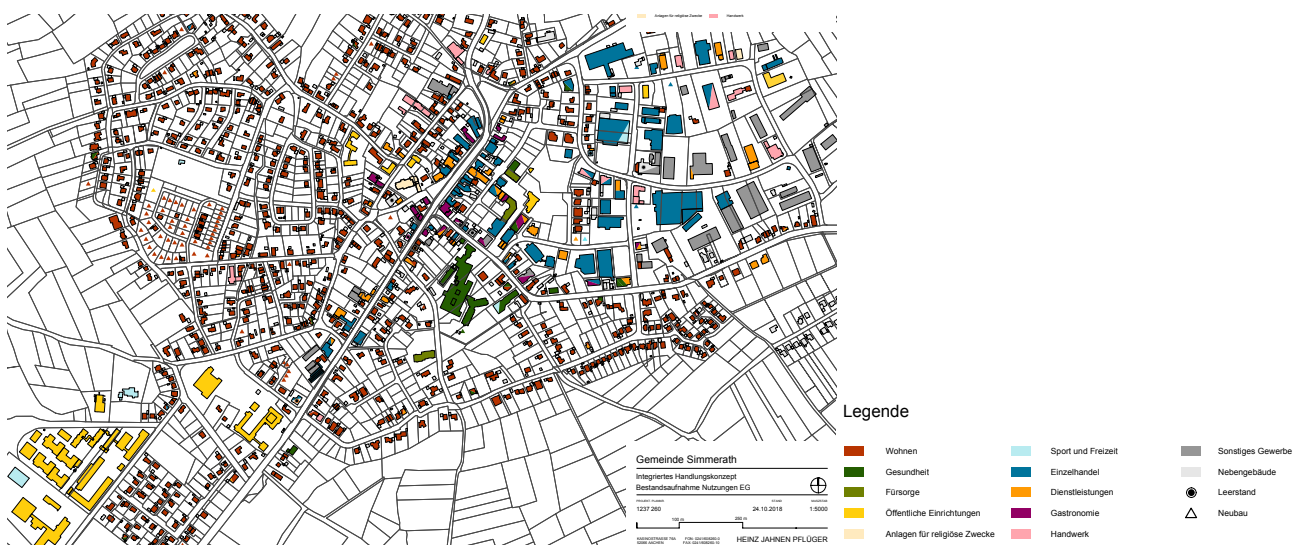 Anlagen für religiöse Zwecke Handwerk
Legende
Wohnen
Gesundheit
Fürsorge
Öffentliche Einrichtungen
Anlagen für religiöse Zwecke
Sport und Freizeit
Einzelhandel
Dienstleistungen
Gastronomie
Handwerk
Sonstiges Gewerbe
Nebengebäude
Leerstand
Neubau
Gemeinde Simmerath
Integriertes Handlungskonzept
Bestandsaufnahme Nutzungen EG
1237 260 24.10.2018 1:5000
100 m
HEINZ JAHNEN PFLÜGER